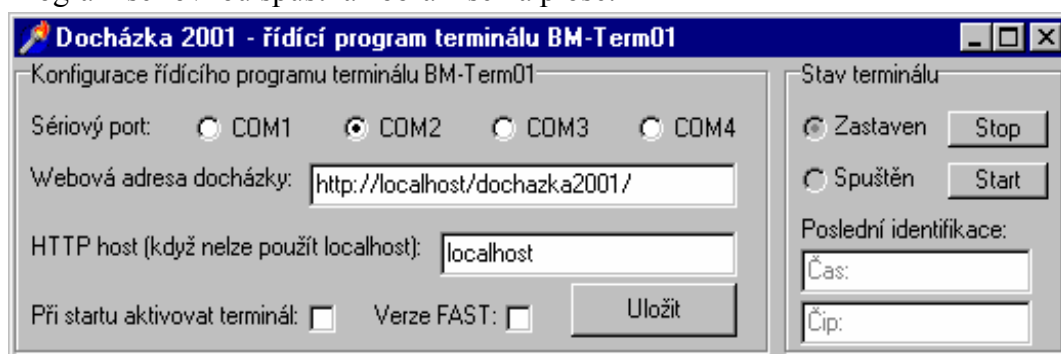 Docházka 2001 - řídící program terminálu BM-Term01
Konfigurace řídícího programu terminálu BM-Term01
Sériový port: COM1 COM2 COM3 COM4
Webová adresa docházky: http://localhost/dochazka2001/
HTTP host (když nelze použít localhost): localhost
Při startu aktivovat terminál: Verze FAST: Uložit
Stav terminálu
Zastaven Stop
Spuštěn Start
Poslední identifikace:
Čas:
Čip: